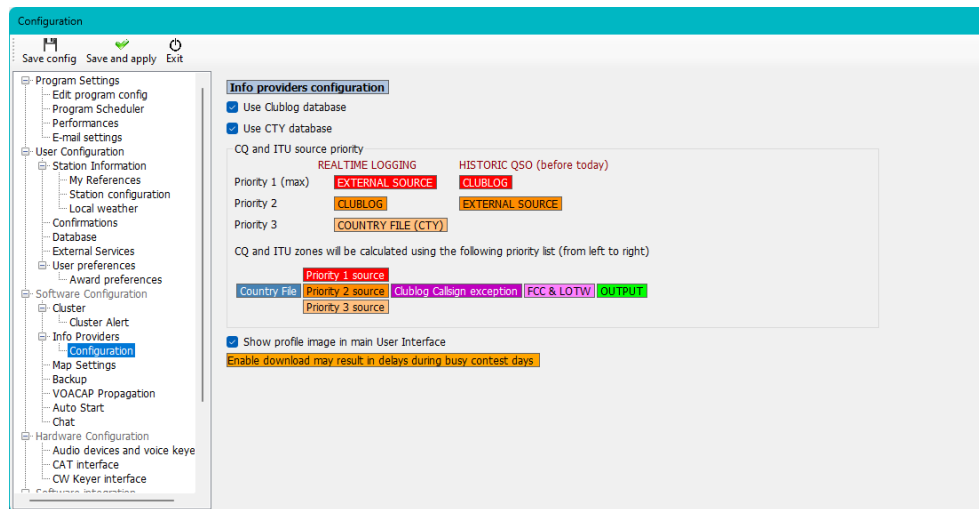 Configuration
Save config Save and apply Exit
Program Settings
Edit program config
Program Scheduler
Performances
E-mail settings
User Configuration
Station Information
My References
Station configuration
Local weather
Confirmations
Database
External Services
User preferences
Award preferences
Software Configuration
Cluster
Cluster Alert
Info Providers
Configuration
Map Settings
Backup
VOACAP Propagation
Auto Start
Chat
Hardware Configuration
Audio devices and voice keye
CAT interface
CW Keyer interface
Software integration
Info providers configuration
Use Clublog database
Use CTY database
CQ and ITU source priority
REALTIME LOGGING HISTORIC QSO (before today)
Priority 1 (max) EXTERNAL SOURCE CLUBLOG
Priority 2 CLUBLOG EXTERNAL SOURCE
Priority 3 COUNTRY FILE (CTY)
CQ and ITU zones will be calculated using the following priority list (from left to right)
Priority 1 source
Country File Priority 2 source Clublog Callsign exception FCC & LOTW OUTPUT
Priority 3 source
Show profile image in main User Interface
Enable download may result in delays during busy contest days